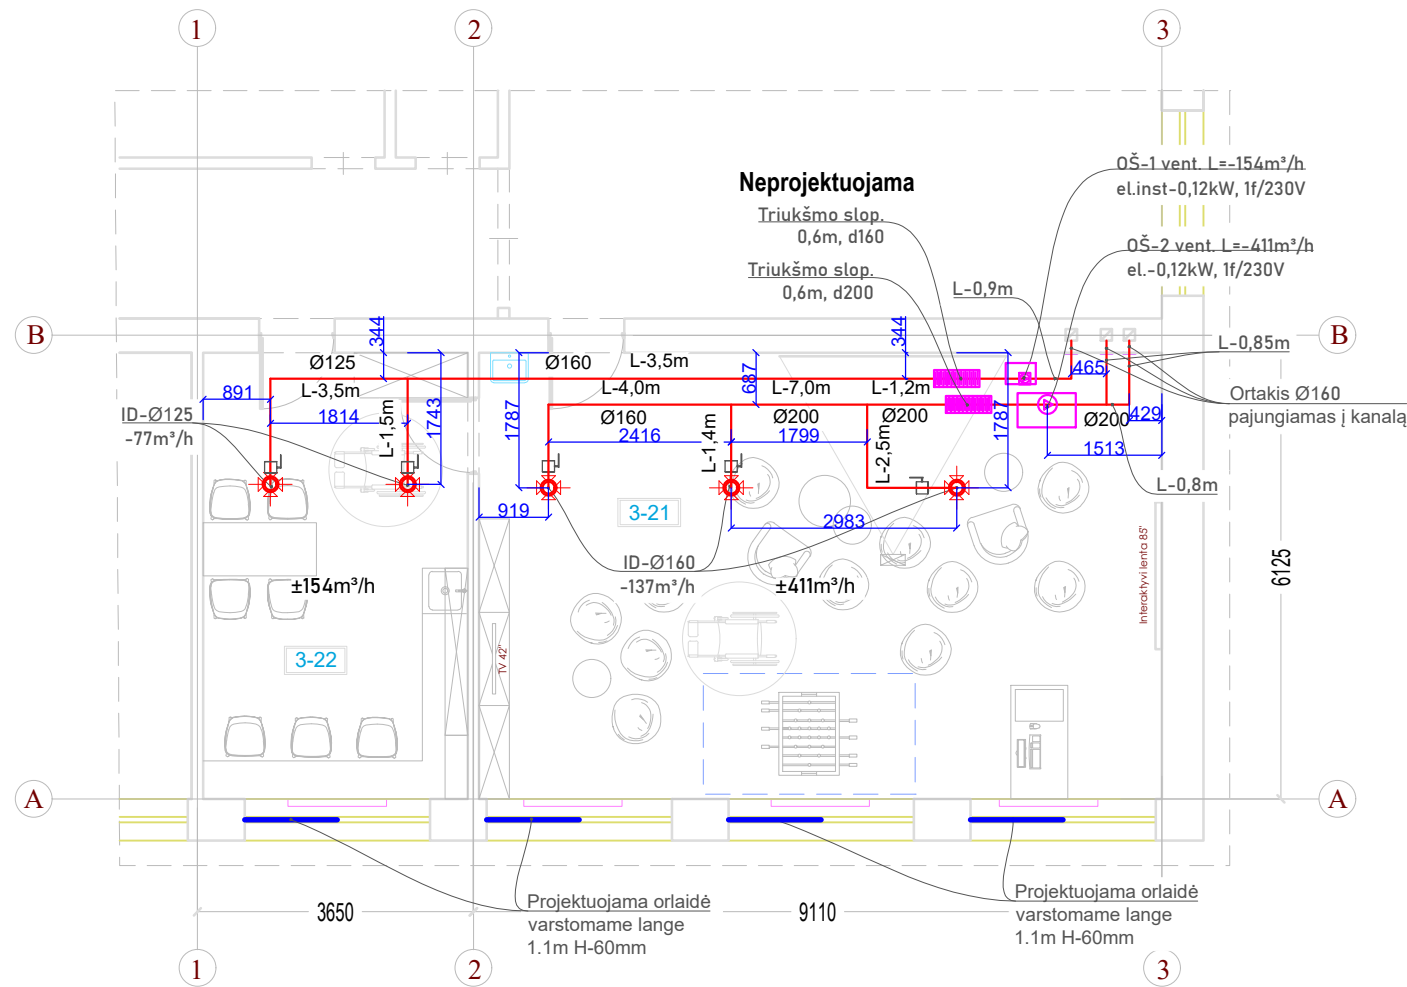 1
2
3
OŠ-1 vent. L=-154m³/h
el.inst-0,12kW, 1f/230V
Neprojektuojama
Triukšmo slop.
0,6m, d160
OŠ-2 vent. L=-411m³/h
el.-0,12kW, 1f/230V
Triukšmo slop.
0,6m, d200
L-0,9m
B
B
344
344
L-0,85m
Ø125
Ø160
L-3,5m
687
465
L-3,5m
L-4,0m
L-7,0m
L-1,2m
891
Ortakis Ø160
pajungiamas į kanalą
ID-Ø125
-77m³/h
1814
L-1,5m
1743
1787
Ø160
2416
L-1,4m
Ø200
1799
Ø200
L-2,5m
1787
Ø200
429
1513
L-0,8m
919
3-21
2983
Interaktyvi lenta 85"
6125
ID-Ø160
-137m³/h
±154m³/h
±411m³/h
3-22
TV 42"
A
A
3650
9110
Projektuojama orlaidė
varstomame lange
1.1m H-60mm
Projektuojama orlaidė
varstomame lange
1.1m H-60mm
1
2
3